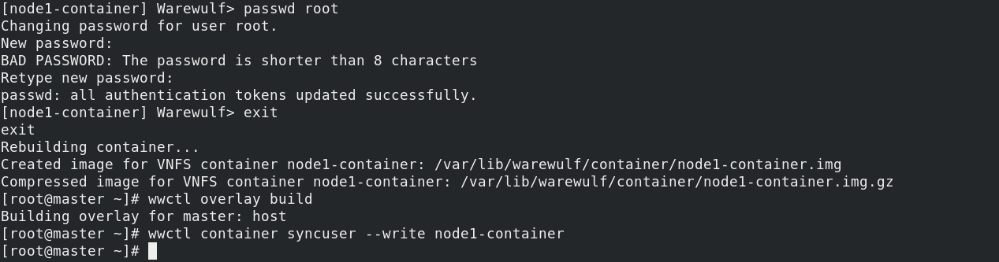 [node1-container] Warewulf> passwd root
Changing password for user root.
New password:
BAD PASSWORD: The password is shorter than 8 characters
Retype new password:
passwd: all authentication tokens updated successfully.
[node1-container] Warewulf> exit
exit
Rebuilding container...
Created image for VNFS container node1-container: /var/lib/warewulf/container/node1-container.img
Compressed image for VNFS container node1-container: /var/lib/warewulf/container/node1-container.img.gz
[root@master ~]# wwctl overlay build
Building overlay for master: host
[root@master ~]# wwctl container syncuser --write node1-container
[root@master ~]#